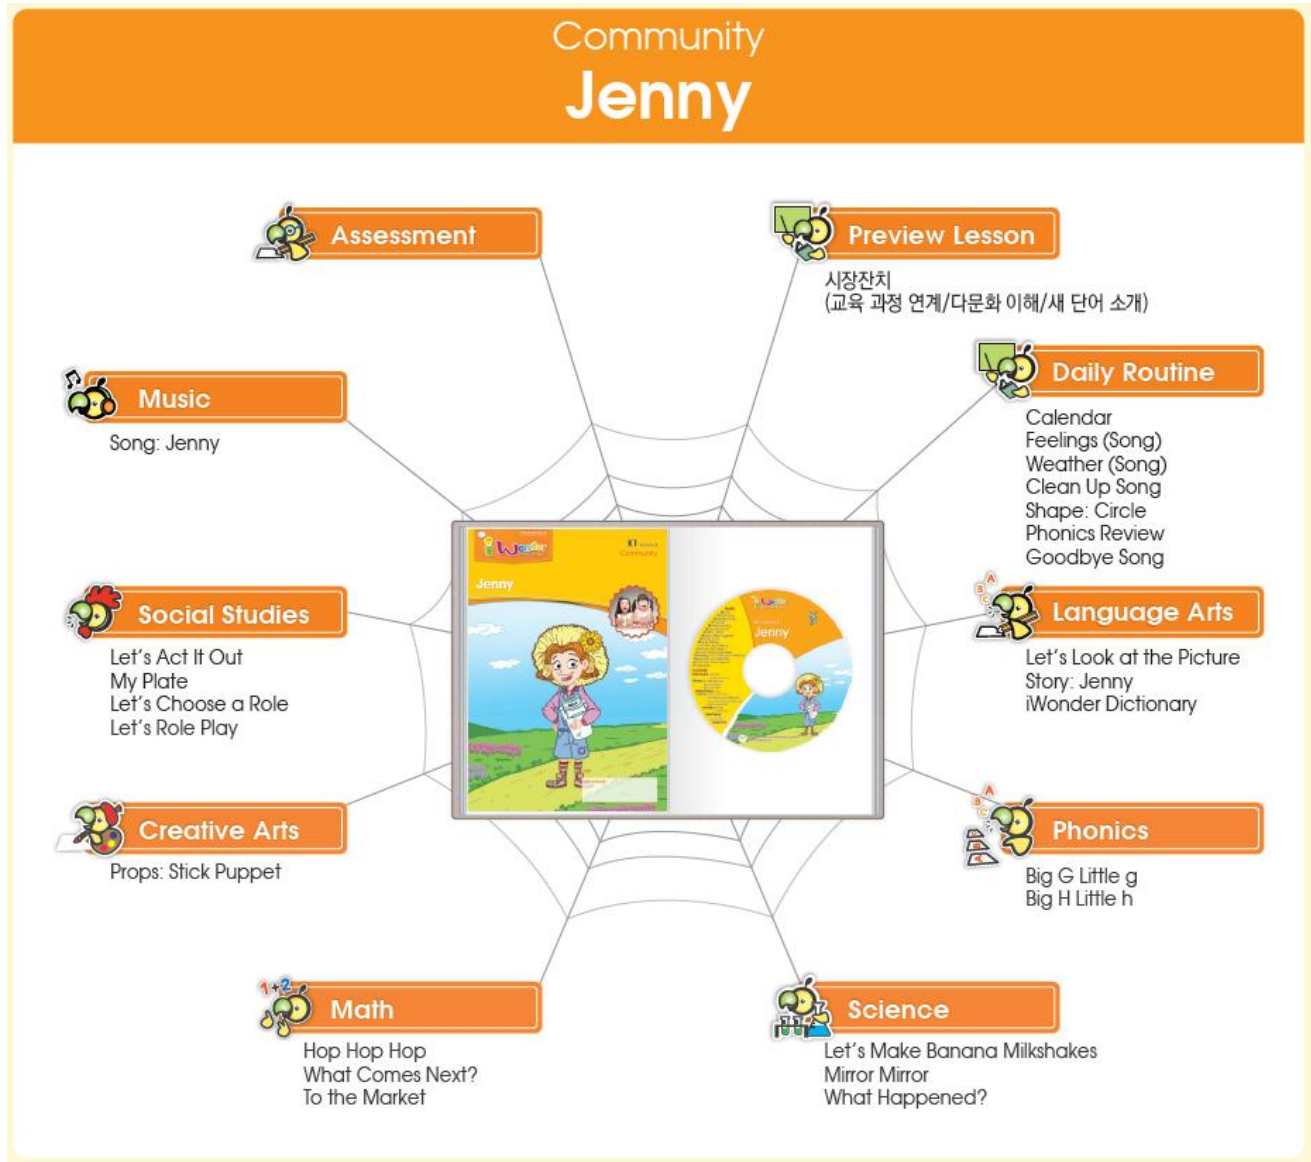 Community
Jenny
Assessment
Preview Lesson
시장잔치
(교육 과정 연계/다문화 이해/새 단어 소개)
Music
Song: Jenny
Daily Routine
Calendar
Feelings (Song)
Weather (Song)
Clean Up Song
Shape: Circle
Phonics Review
Goodbye Song
Social Studies
Let's Act It Out
My Plate
Let's Choose a Role
Let's Role Play
iWonder
K1
Community
Jenny
Jenny
Language Arts
Let's Look at the Picture
Story: Jenny
iWonder Dictionary
Creative Arts
Props: Stick Puppet
Phonics
Big G Little g
Big H Little h
1+2
Math
Hop Hop Hop
What Comes Next?
To the Market
Science
Let's Make Banana Milkshakes
Mirror Mirror
What Happened?